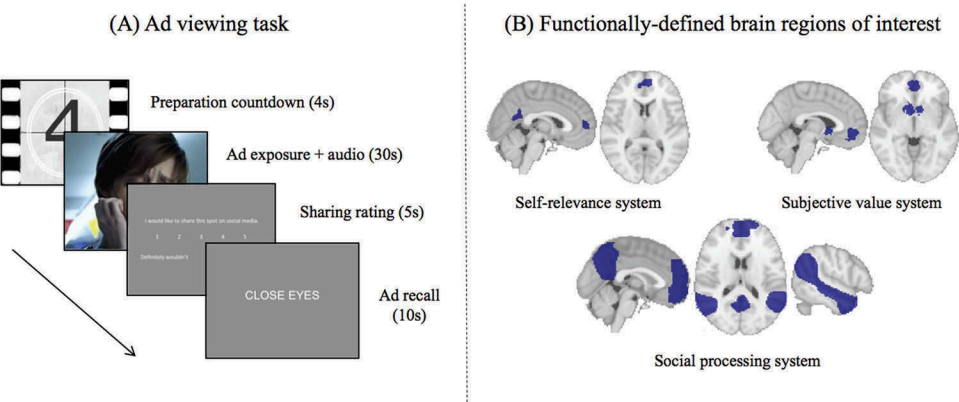 (A) Ad viewing task
4
Preparation countdown (4s)
Ad exposure + audio (30s)
Sharing rating (5s)
I would like to share this spot on social media.
1 2 3 4 5
Definitely wouldn't
CLOSE EYES
Ad recall
(10s)
(B) Functionally-defined brain regions of interest
Self-relevance system
Subjective value system
Social processing system